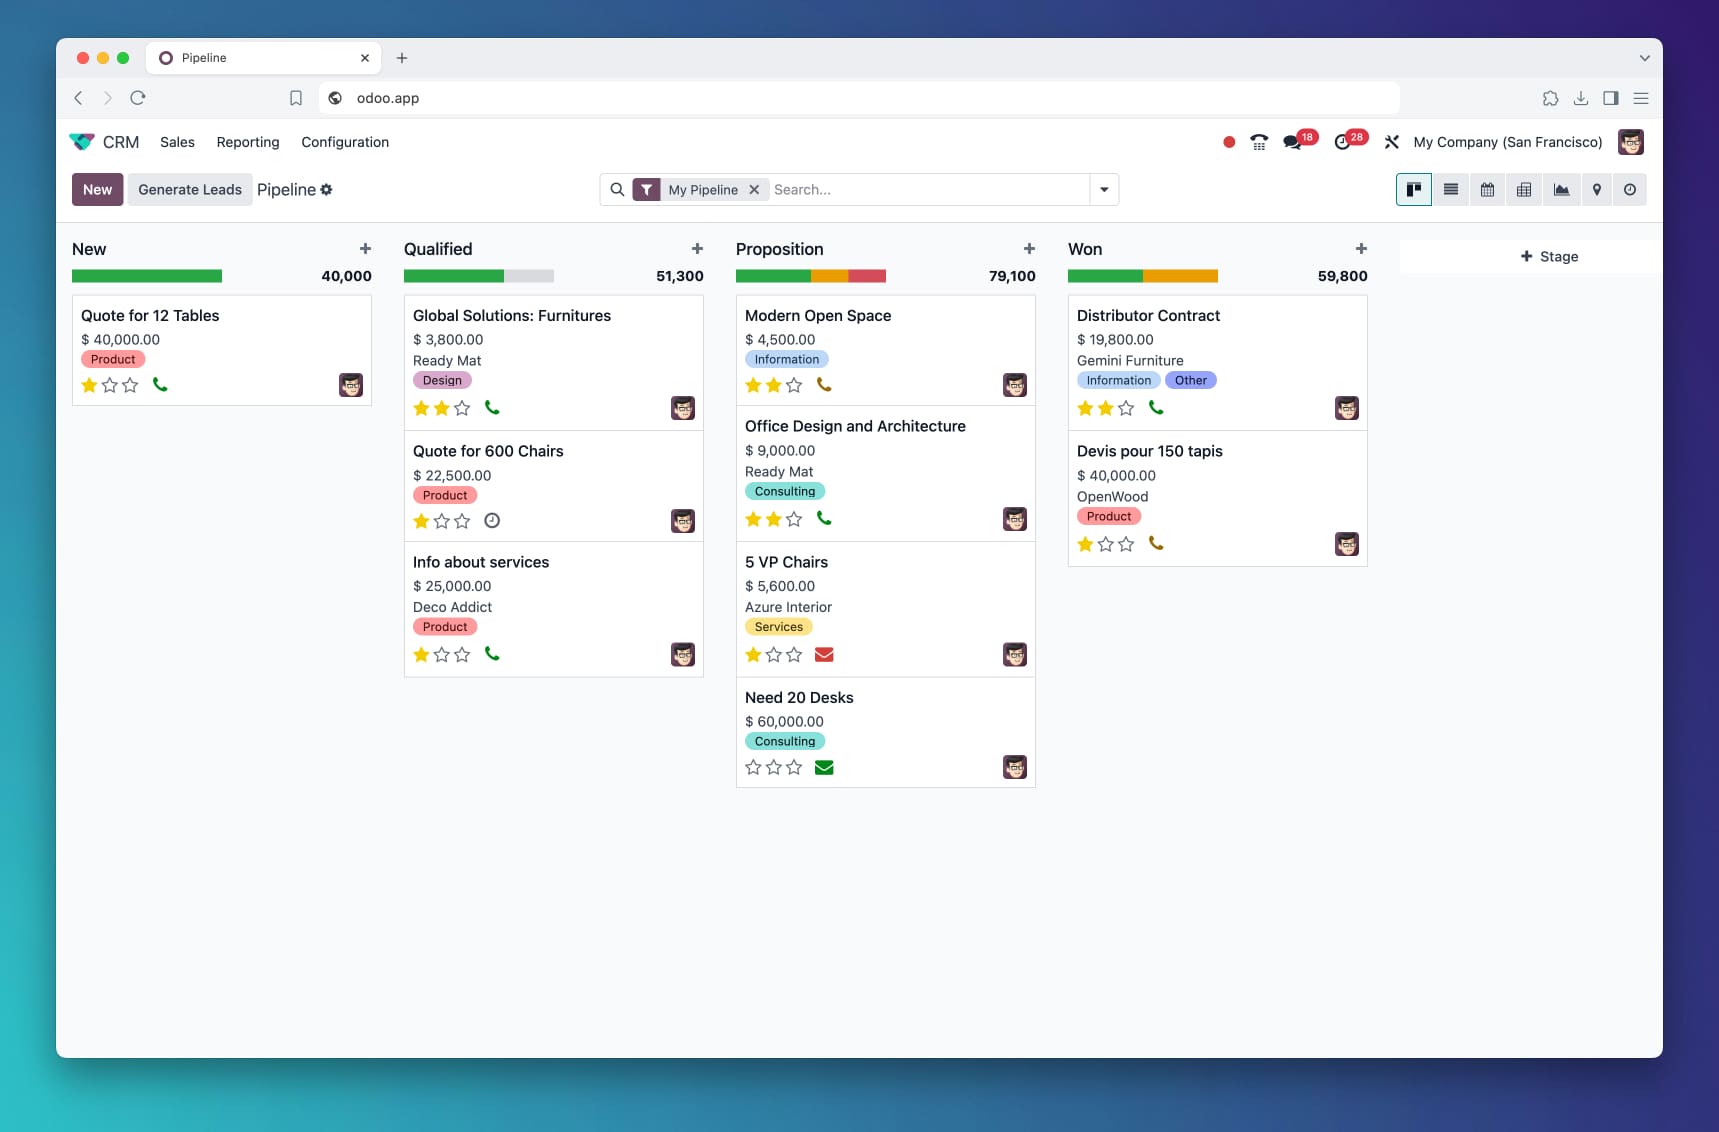 Pipeline
odoo.app
CRM Sales Reporting Configuration 18 28 My Company (San Francisco)
New Generate Leads Pipeline My Pipeline Search...
New
40,000
Quote for 12 Tables
$ 40,000.00
Product
Qualified
51,300
Global Solutions: Furnitures
$ 3,800.00
Ready Mat
Design
Quote for 600 Chairs
$ 22,500.00
Product
Info about services
$ 25,000.00
Deco Addict
Product
Proposition
79,100
Modern Open Space
$ 4,500.00
Information
Office Design and Architecture
$ 9,000.00
Ready Mat
Consulting
5 VP Chairs
$ 5,600.00
Azure Interior
Services
Need 20 Desks
$ 60,000.00
Consulting
Won
59,800
Distributor Contract
$ 19,800.00
Gemini Furniture
Information Other
Devis pour 150 tapis
$ 40,000.00
OpenWood
Product
Stage